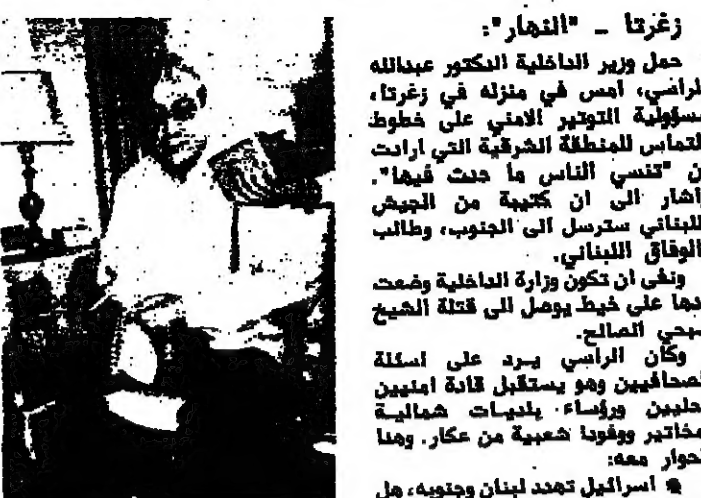 زغرتا _ "النهار":
حمل وزير الداخلية الدكتور عبدالله
الراسي، امس في منزله في زغرتا،
مسؤولية التوتير الامني على خطوط
التماس للمنطقة الشرقية التي ارادت
ان "تنسي الناس ما حدث فيها".
واشار الى ان كتيبة من الجيش
اللبناني سترسل الى الجنوب، وطالب
بالوفاق اللبناني.
ونفى ان تكون وزارة الداخلية وضعت
يدها على خيط يوصل الى قتلة الشيخ
صبحي الصالح.
وكان الراسي يرد على اسئلة
الصحافيين وهو يستقبل قادة امنيين
محليين ورؤساء بلديات شمالية
ومخاتير ووفودا شعبية من عكار. وهنا
الحوار معه:
● اسرائيل تهدد لبنان وجنوبه، هل